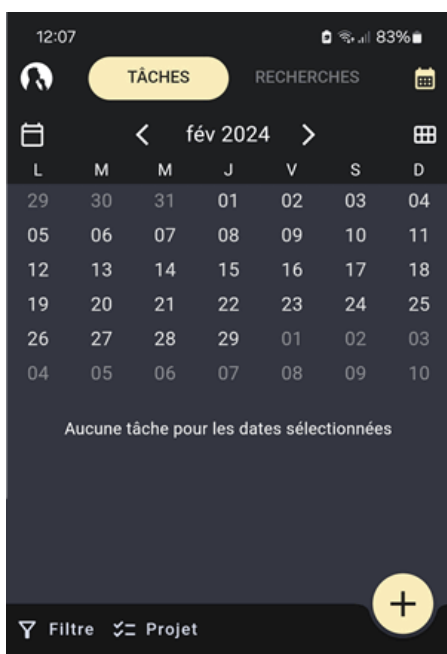 12:07 83%
TÂCHES RECHERCHES
fév 2024
L M M J V S D
29 30 31 01 02 03 04
05 06 07 08 09 10 11
12 13 14 15 16 17 18
19 20 21 22 23 24 25
26 27 28 29 01 02 03
04 05 06 07 08 09 10
Aucune tâche pour les dates sélectionnées
Filtre Projet